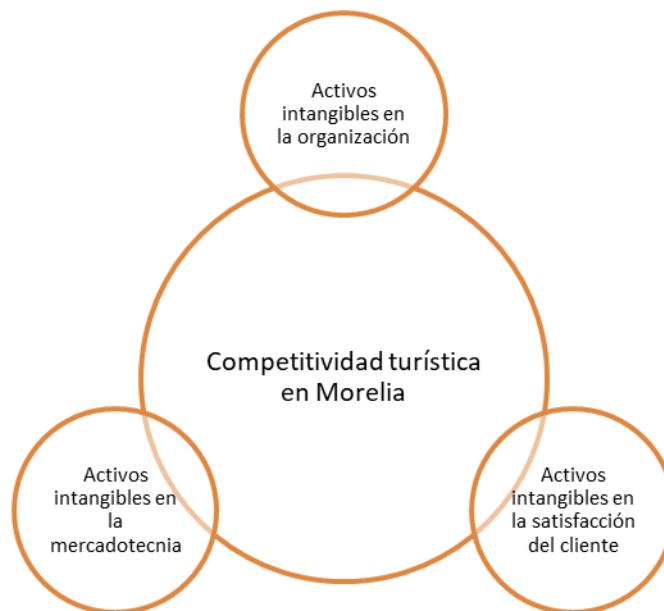 Activos
intangibles en
la organización
Competitividad turística
en Morelia
Activos
intangibles en
la
mercadotecnia
Activos
intangibles en
la satisfacción
del cliente